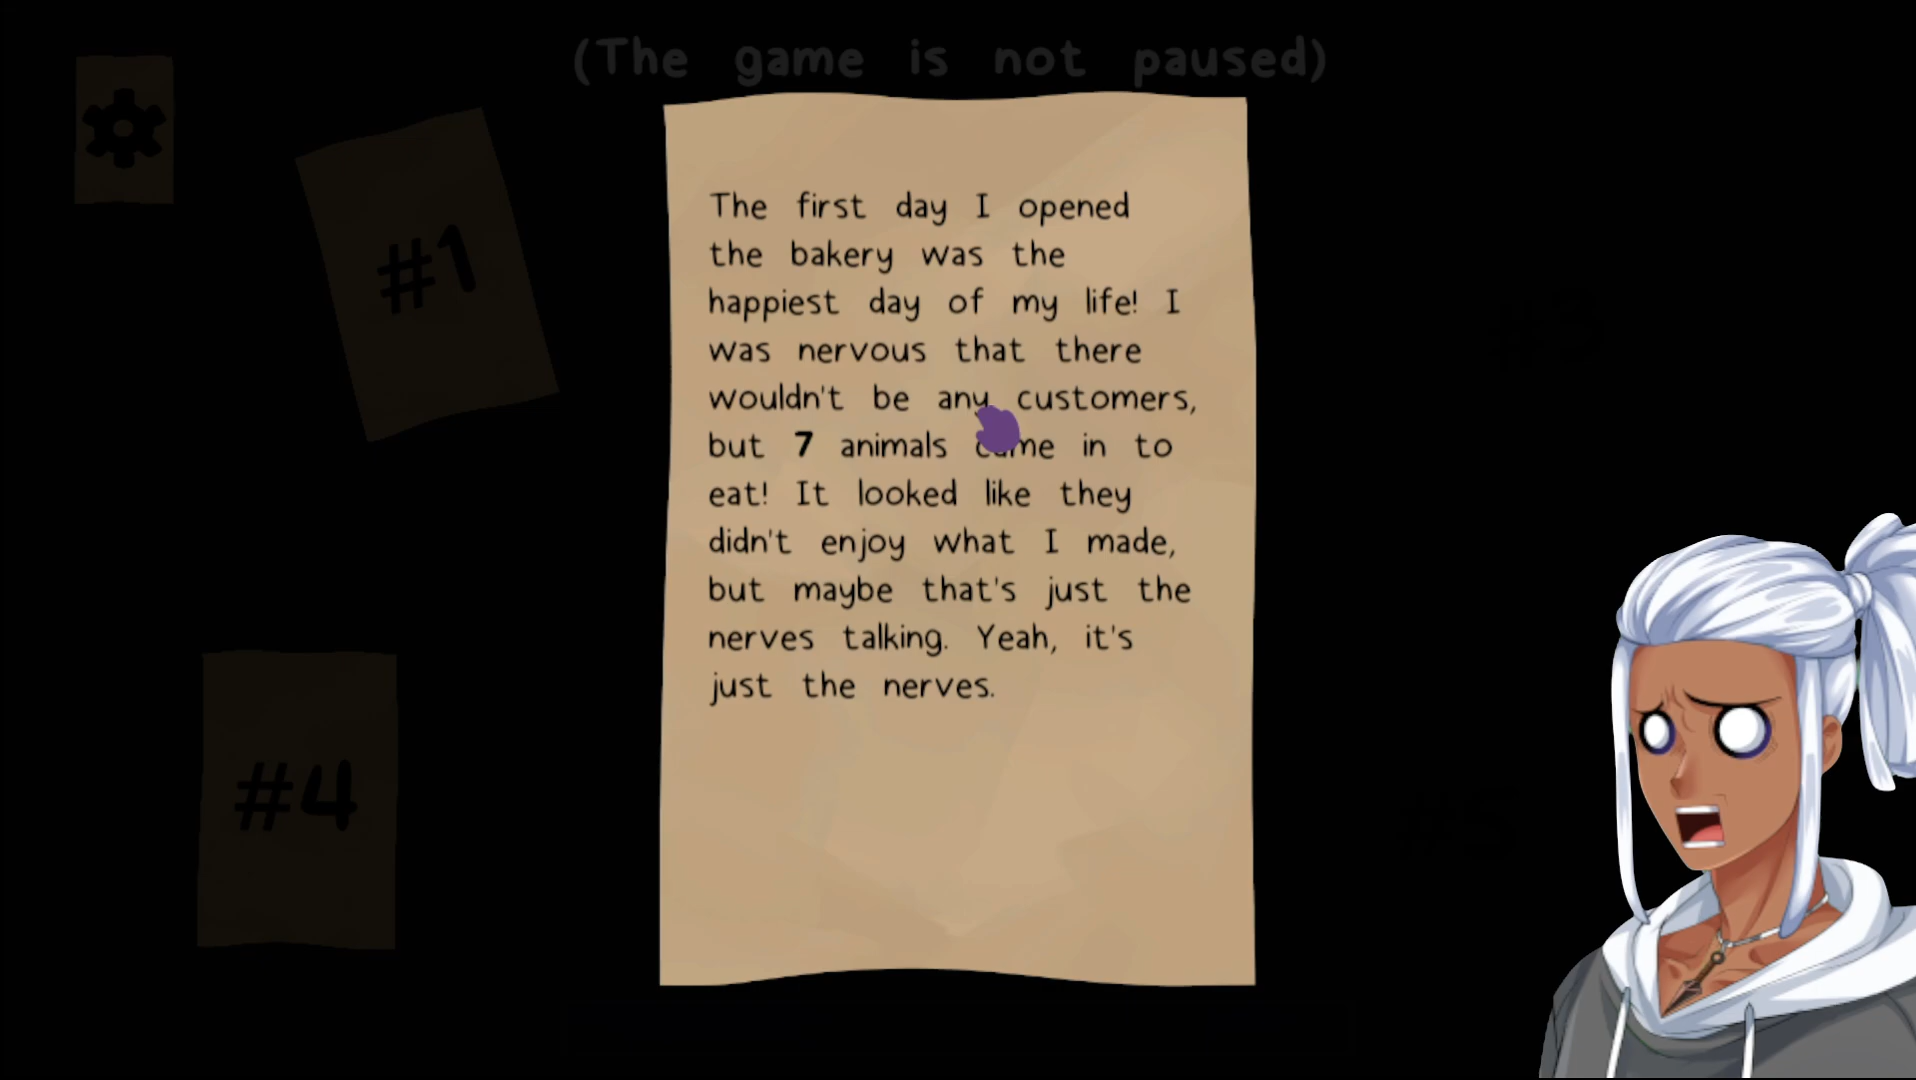 (The game is not paused)
#1
The first day I opened
the bakery was the
happiest day of my life! I
was nervous that there
wouldn't be any customers,
but 7 animals came in to
eat! It looked like they
didn't enjoy what I made,
but maybe that's just the
nerves talking. Yeah, it's
just the nerves.
#3
#4